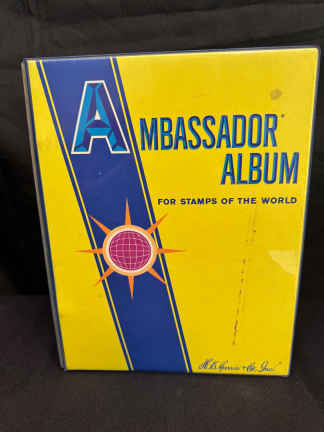 AMBASSADOR®
ALBUM
FOR STAMPS OF THE WORLD
H.E. Harris & Co., Inc.